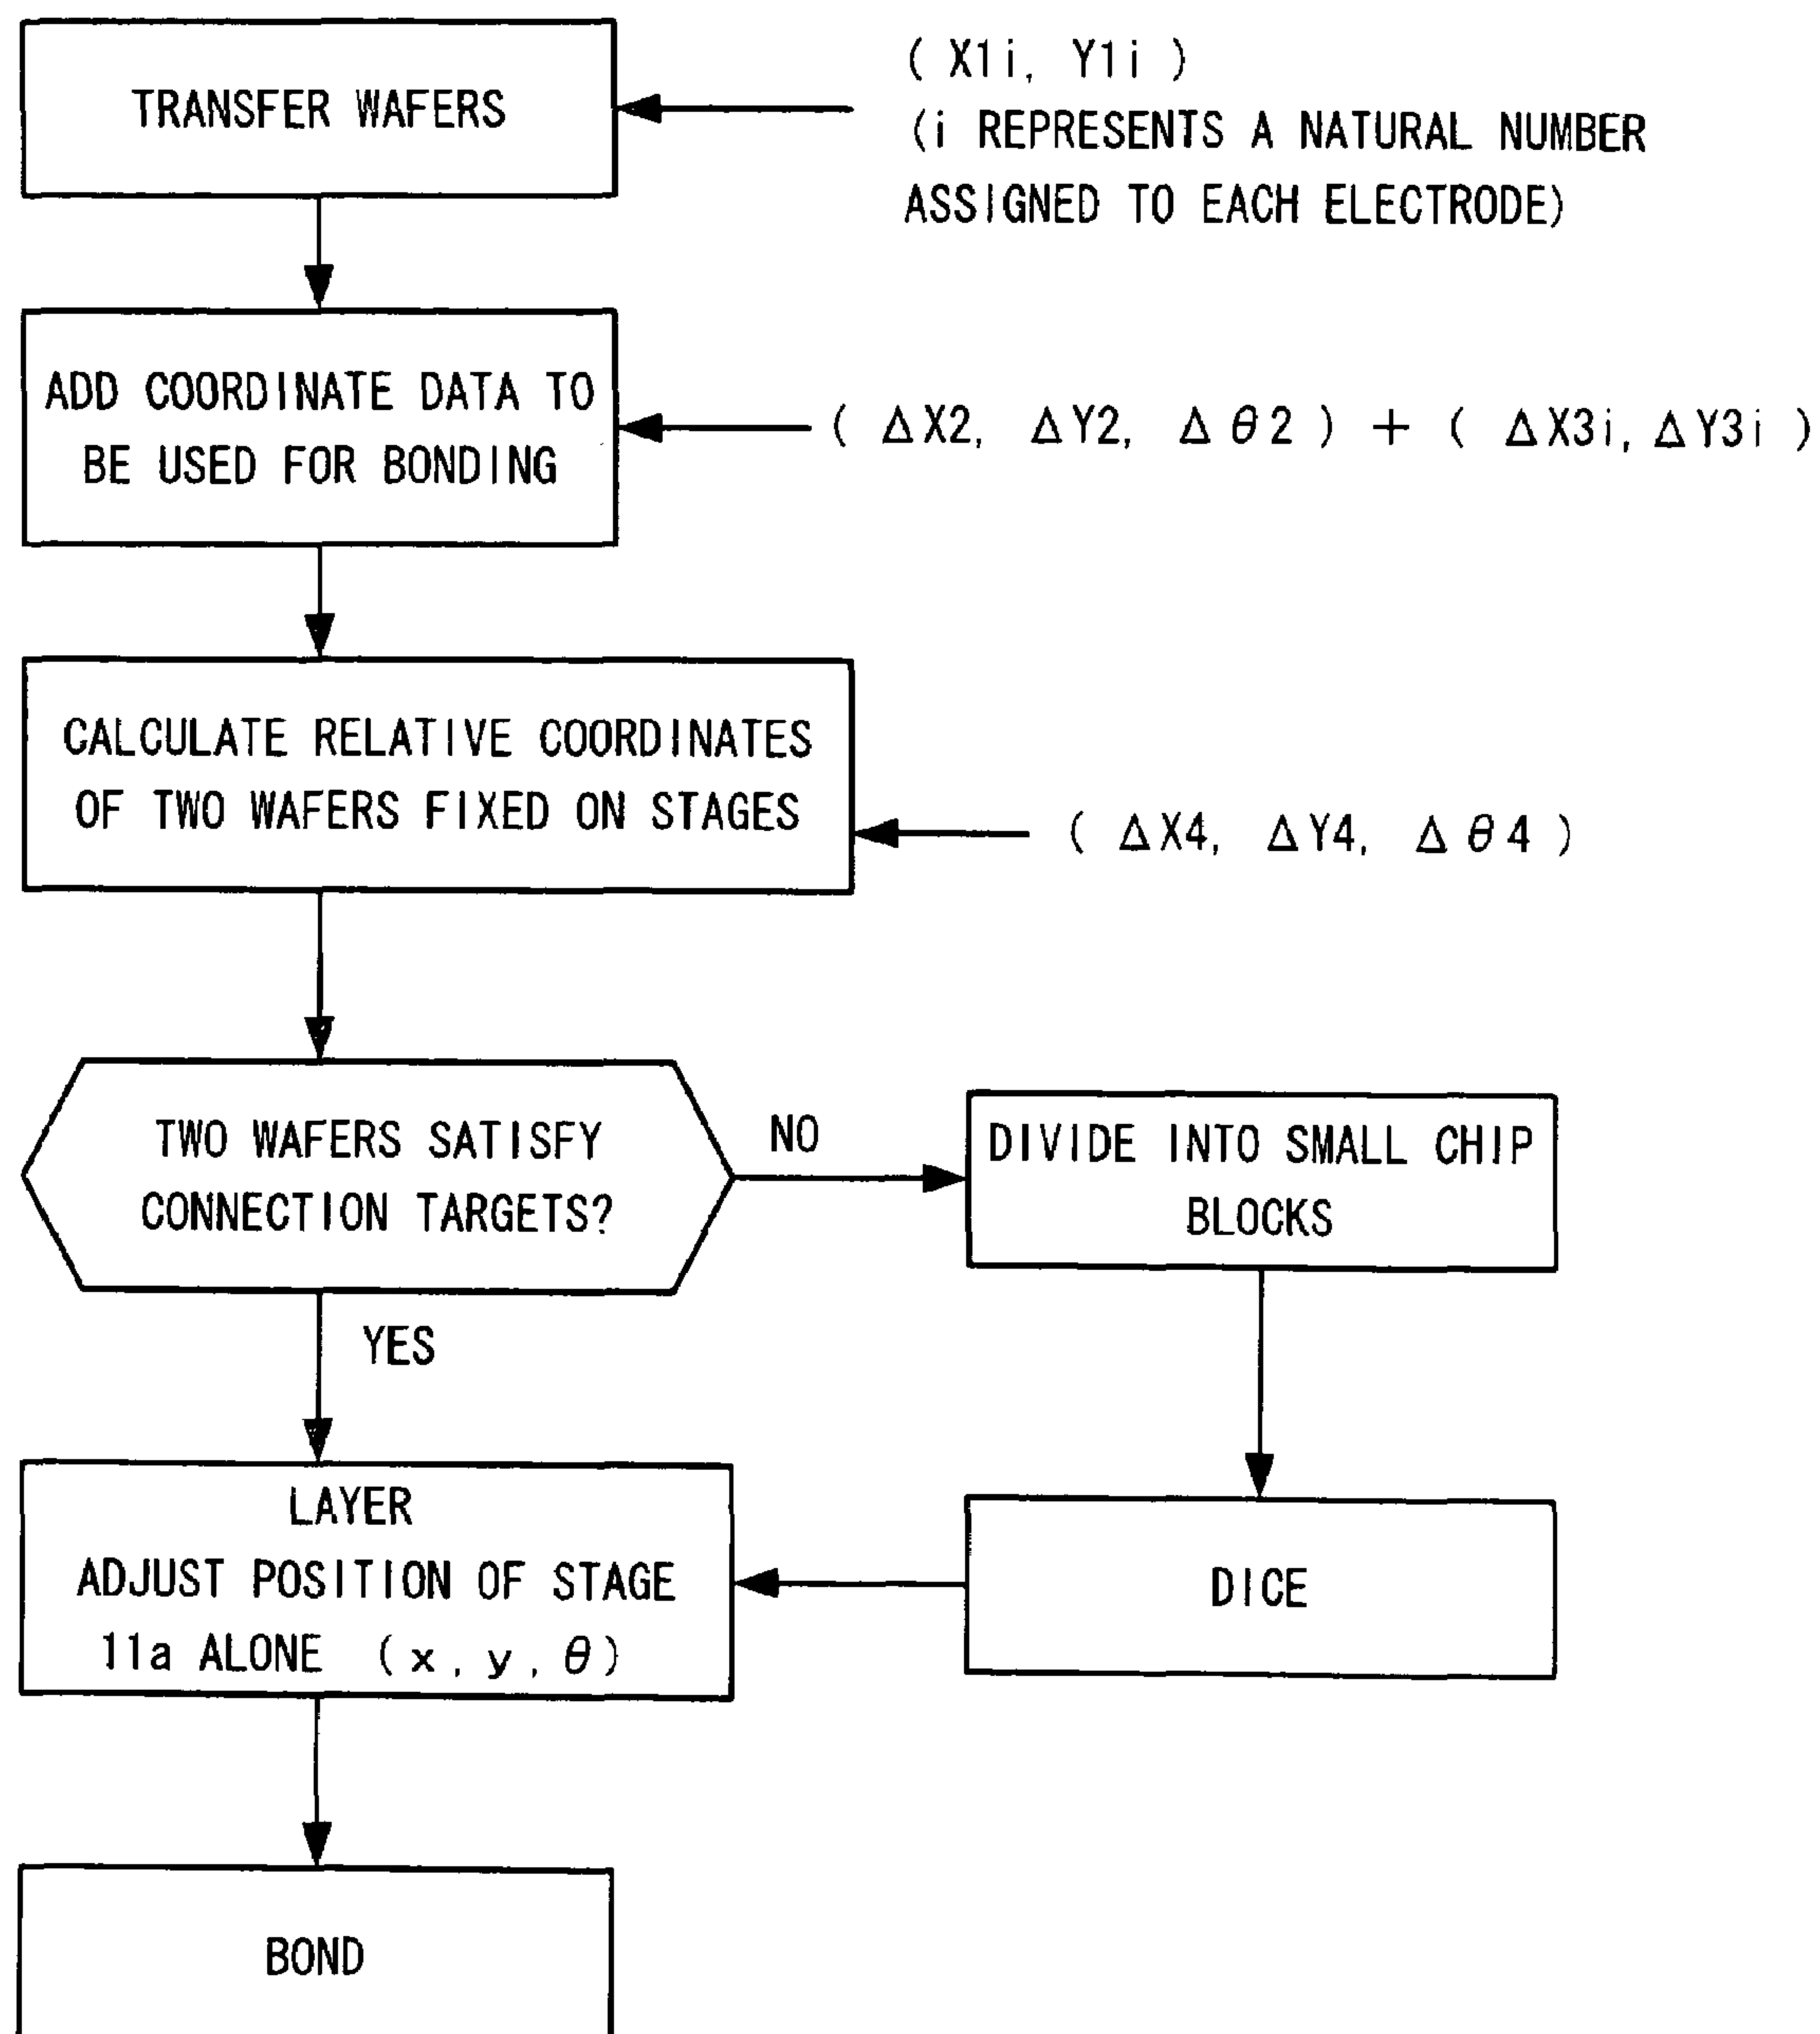 TRANSFER WAFERS
( X1i, Y1i )
(i REPRESENTS A NATURAL NUMBER
ASSIGNED TO EACH ELECTRODE)
ADD COORDINATE DATA TO
BE USED FOR BONDING
( ΔX2, ΔY2, Δθ2 ) + ( ΔX3i, ΔY3i )
CALCULATE RELATIVE COORDINATES
OF TWO WAFERS FIXED ON STAGES
( ΔX4, ΔY4, Δθ4 )
TWO WAFERS SATISFY
CONNECTION TARGETS?
NO
DIVIDE INTO SMALL CHIP
BLOCKS
YES
LAYER
ADJUST POSITION OF STAGE
11a ALONE (x, y, θ)
DICE
BOND